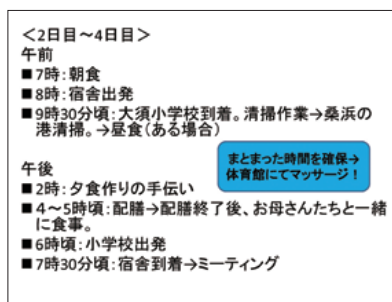 ＜2日目～4日目＞
午前
■7時：朝食
■8時：宿舎出発
■9時30分頃：大須小学校到着。清掃作業→桑浜の
港清掃。→昼食（ある場合）
午後
まとまった時間を確保→
体育館にてマッサージ！
■2時：夕食作りの手伝い
■4～5時頃：配膳→配膳終了後、お母さんたちと一緒
に食事。
■6時頃：小学校出発
■7時30分頃：宿舎到着→ミーティング